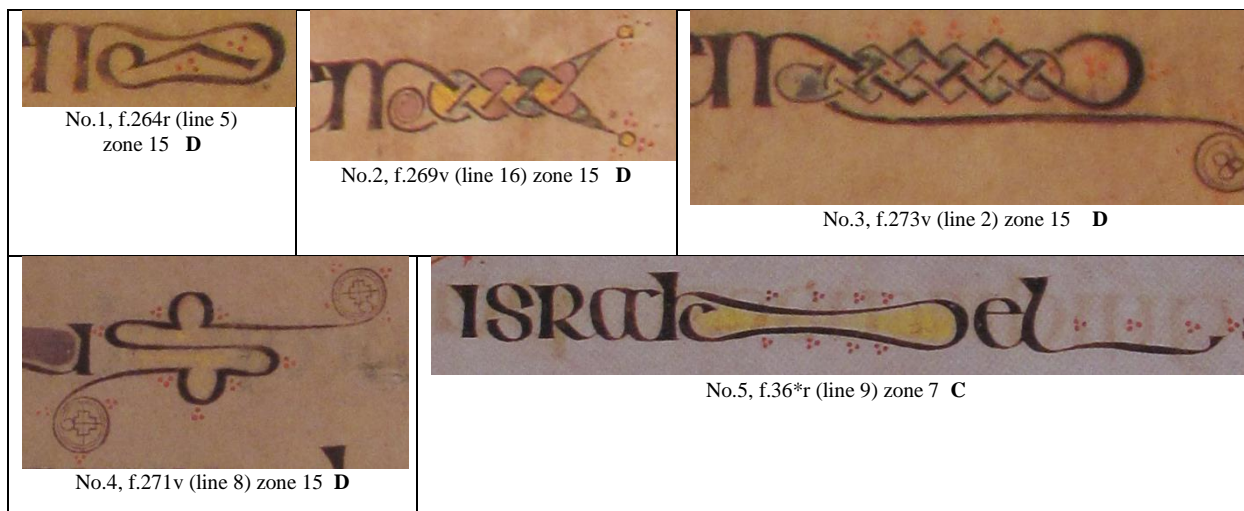 No.1, f.264r (line 5)
zone 15 D
No.2, f.269v (line 16) zone 15 D
No.3, f.273v (line 2) zone 15 D
No.4, f.271v (line 8) zone 15 D
ISRAhel
No.5, f.36*r (line 9) zone 7 C